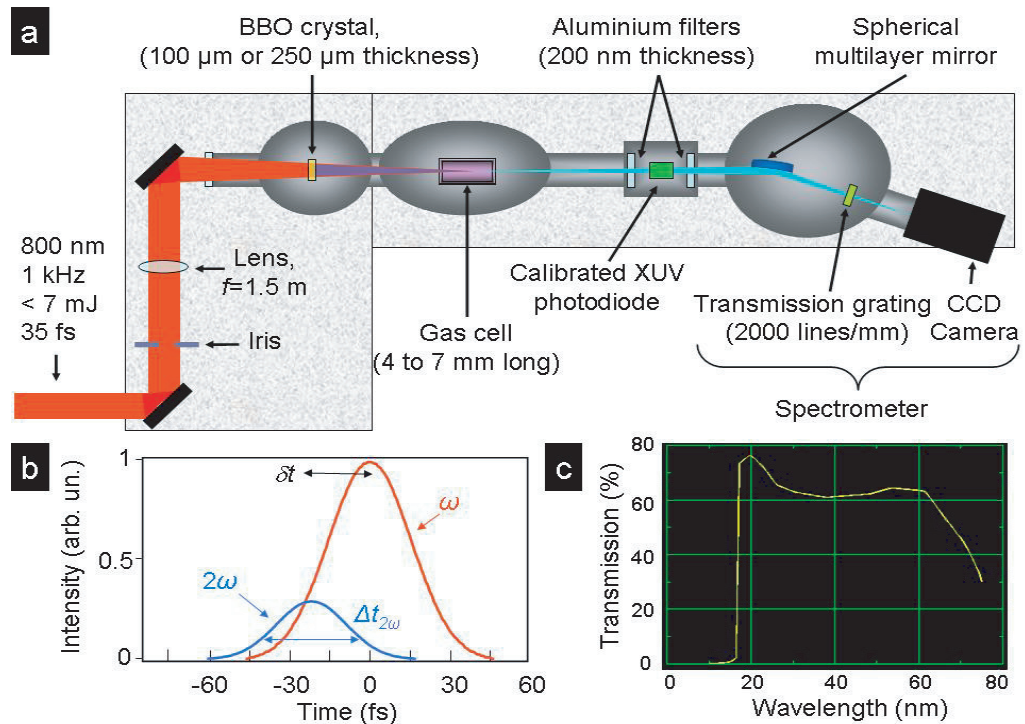 a
BBO crystal,
(100 µm or 250 µm thickness)
Aluminium filters
(200 nm thickness)
Spherical
multilayer mirror
800 nm
1 kHz
< 7 mJ
35 fs
Lens,
f=1.5 m
Iris
Gas cell
(4 to 7 mm long)
Calibrated XUV
photodiode
Transmission grating
(2000 lines/mm)
CCD
Camera
Spectrometer
b
Intensity (arb. un.)
1
0.5
0
δt
ω
2ω
Δt2ω
-60
-30
0
30
60
Time (fs)
c
Transmission (%)
80
60
40
60
20
0
0
20
40
60
80
Wavelength (nm)